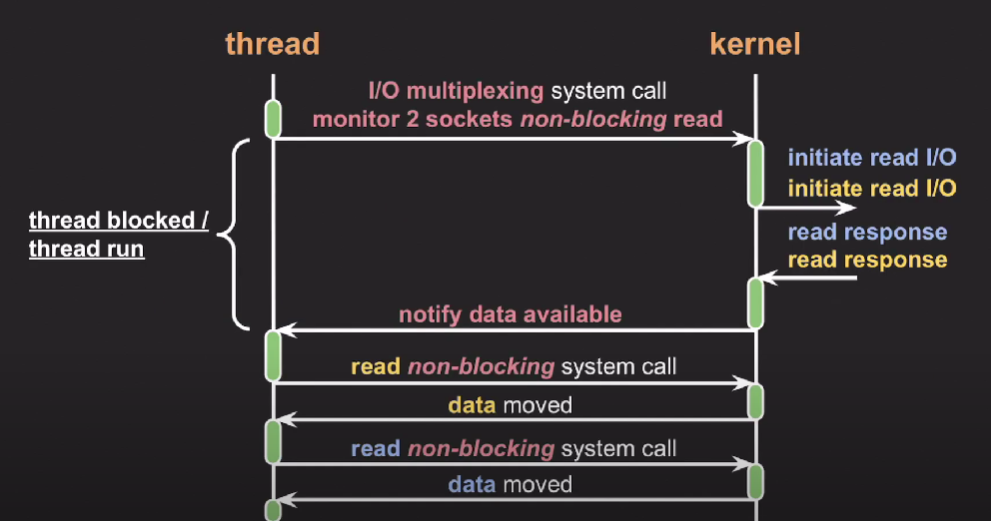 thread
kernel
I/O multiplexing system call
monitor 2 sockets non-blocking read
initiate read I/O
initiate read I/O
thread blocked /
thread run
read response
read response
notify data available
read non-blocking system call
data moved
read non-blocking system call
data moved